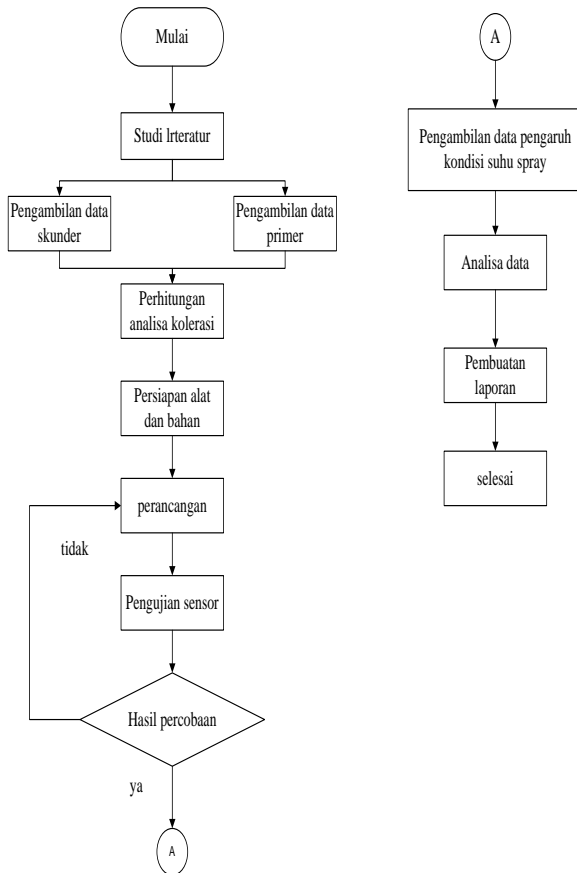 Mulai
Studi lrteratur
Pengambilan data
skunder
Pengambilan data
primer
Perhitungan
analisa kolerasi
Persiapan alat
dan bahan
perancangan
tidak
Pengujian sensor
Hasil percobaan
ya
A
A
Pengambilan data pengaruh
kondisi suhu spray
Analisa data
Pembuatan
laporan
selesai